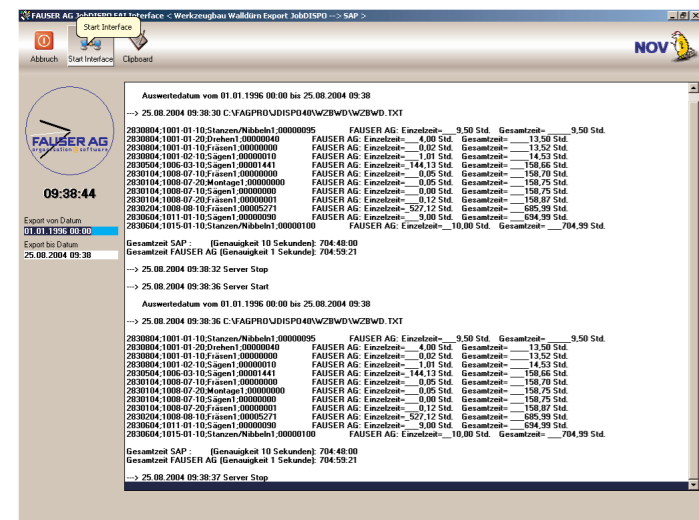 FAUSER AG JobDISPO FAI Interface < Werkzeugbau Walldürn Export JobDISPO --> SAP >
Start Interface
Abbruch
Start Interface
Clipboard
NOV
FAUSER AG
organisation software
09:38:44
Export von Datum
01.01.1996 00:00
Export bis Datum
25.08.2004 09:38
Auswertedatum vom 01.01.1996 00:00 bis 25.08.2004 09:38
---> 25.08.2004 09:38:30 C:\FAGPRO\JDISPO40\WZBWD\WZBWD.TXT
2830804;1001-01-10;Stanzen/Nibbeln1;00000095 FAUSER AG: Einzelzeit=___9,50 Std. Gesamtzeit=_____9,50 Std.
2830804;1001-01-20;Drehen1;00000040 FAUSER AG: Einzelzeit=___4,00 Std. Gesamtzeit=____13,50 Std.
2830804;1001-01-10;Fräsen1;00000000 FAUSER AG: Einzelzeit=___0,02 Std. Gesamtzeit=____13,52 Std.
2830804;1001-02-10;Sägen1;00000010 FAUSER AG: Einzelzeit=___1,01 Std. Gesamtzeit=____14,53 Std.
2830504;1006-03-10;Sägen1;00001441 FAUSER AG: Einzelzeit=_144,13 Std. Gesamtzeit=___158,66 Std.
2830104;1008-07-10;Fräsen1;00000000 FAUSER AG: Einzelzeit=___0,05 Std. Gesamtzeit=___158,70 Std.
2830104;1008-07-20;Montage1;00000000 FAUSER AG: Einzelzeit=___0,05 Std. Gesamtzeit=___158,75 Std.
2830104;1008-07-10;Sägen1;00000000 FAUSER AG: Einzelzeit=___0,00 Std. Gesamtzeit=___158,75 Std.
2830104;1008-07-20;Fräsen1;00000001 FAUSER AG: Einzelzeit=___0,12 Std. Gesamtzeit=___158,87 Std.
2830204;1008-08-10;Fräsen1;00005271 FAUSER AG: Einzelzeit=_527,12 Std. Gesamtzeit=___685,99 Std.
2830604;1011-01-10;Sägen1;00000090 FAUSER AG: Einzelzeit=___9,00 Std. Gesamtzeit=___694,99 Std.
2830604;1015-01-10;Stanzen/Nibbeln1;00000100 FAUSER AG: Einzelzeit=__10,00 Std. Gesamtzeit=___704,99 Std.
Gesamtzeit SAP : (Genauigkeit 10 Sekunden): 704:48:00
Gesamtzeit FAUSER AG (Genauigkeit 1 Sekunde): 704:59:21
---> 25.08.2004 09:38:32 Server Stop
---> 25.08.2004 09:38:36 Server Start
Auswertedatum vom 01.01.1996 00:00 bis 25.08.2004 09:38
---> 25.08.2004 09:38:36 C:\FAGPRO\JDISPO40\WZBWD\WZBWD.TXT
2830804;1001-01-10;Stanzen/Nibbeln1;00000095 FAUSER AG: Einzelzeit=___9,50 Std. Gesamtzeit=_____9,50 Std.
2830804;1001-01-20;Drehen1;00000040 FAUSER AG: Einzelzeit=___4,00 Std. Gesamtzeit=____13,50 Std.
2830804;1001-01-10;Fräsen1;00000000 FAUSER AG: Einzelzeit=___0,02 Std. Gesamtzeit=____13,52 Std.
2830804;1001-02-10;Sägen1;00000010 FAUSER AG: Einzelzeit=___1,01 Std. Gesamtzeit=____14,53 Std.
2830504;1006-03-10;Sägen1;00001441 FAUSER AG: Einzelzeit=_144,13 Std. Gesamtzeit=___158,66 Std.
2830104;1008-07-10;Fräsen1;00000000 FAUSER AG: Einzelzeit=___0,05 Std. Gesamtzeit=___158,70 Std.
2830104;1008-07-20;Montage1;00000000 FAUSER AG: Einzelzeit=___0,05 Std. Gesamtzeit=___158,75 Std.
2830104;1008-07-10;Sägen1;00000000 FAUSER AG: Einzelzeit=___0,00 Std. Gesamtzeit=___158,75 Std.
2830104;1008-07-20;Fräsen1;00000001 FAUSER AG: Einzelzeit=___0,12 Std. Gesamtzeit=___158,87 Std.
2830204;1008-08-10;Fräsen1;00005271 FAUSER AG: Einzelzeit=_527,12 Std. Gesamtzeit=___685,99 Std.
2830604;1011-01-10;Sägen1;00000090 FAUSER AG: Einzelzeit=___9,00 Std. Gesamtzeit=___694,99 Std.
2830604;1015-01-10;Stanzen/Nibbeln1;00000100 FAUSER AG: Einzelzeit=__10,00 Std. Gesamtzeit=___704,99 Std.
Gesamtzeit SAP : (Genauigkeit 10 Sekunden): 704:48:00
Gesamtzeit FAUSER AG (Genauigkeit 1 Sekunde): 704:59:21
---> 25.08.2004 09:38:37 Server Stop